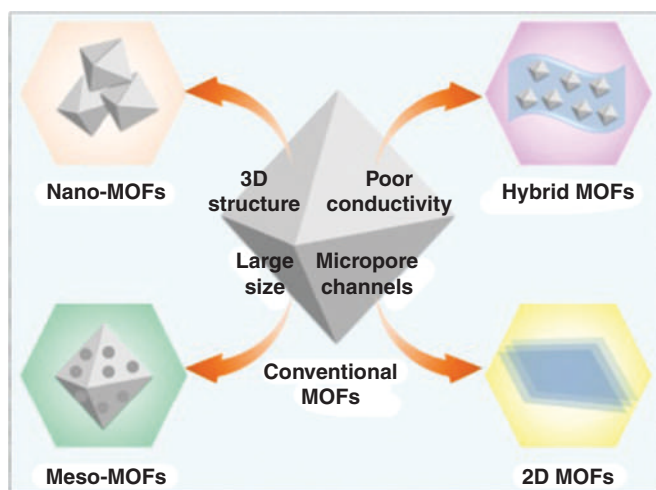 Nano-MOFs
Hybrid MOFs
3D
structure
Poor
conductivity
Large
size
Micropore
channels
Conventional
MOFs
Meso-MOFs
2D MOFs